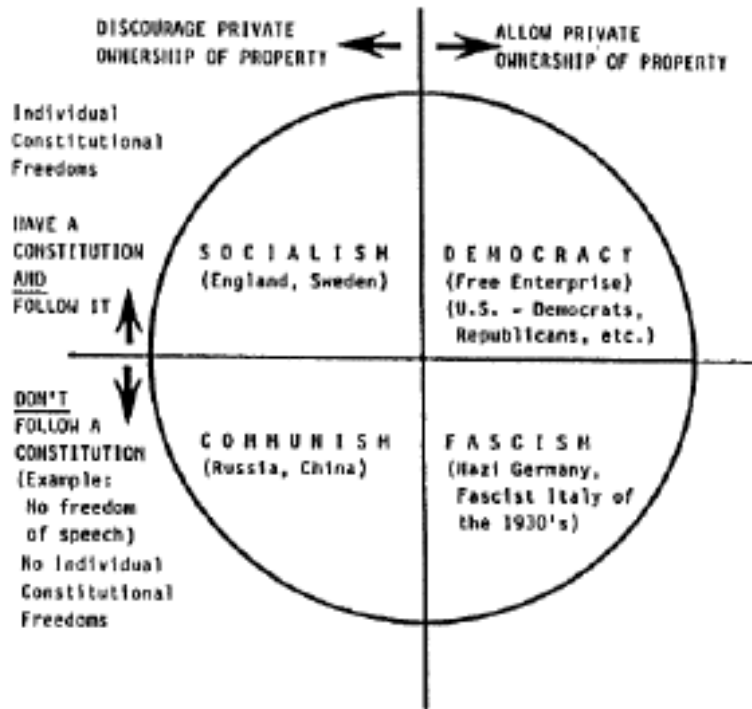 DISCOURAGE PRIVATE
OWNERSHIP OF PROPERTY
ALLOW PRIVATE
OWNERSHIP OF PROPERTY
Individual
Constitutional
Freedoms
HAVE A
CONSTITUTION
AND
FOLLOW IT
SOCIALISM
(England, Sweden)
DEMOCRACY
(Free Enterprise)
(U.S. - Democrats,
Republicans, etc.)
DON'T
FOLLOW A
CONSTITUTION
(Example:
No freedom
of speech)
No Individual
Constitutional
Freedoms
COMMUNISM
(Russia, China)
FASCISM
(Nazi Germany,
Fascist Italy of
the 1930's)